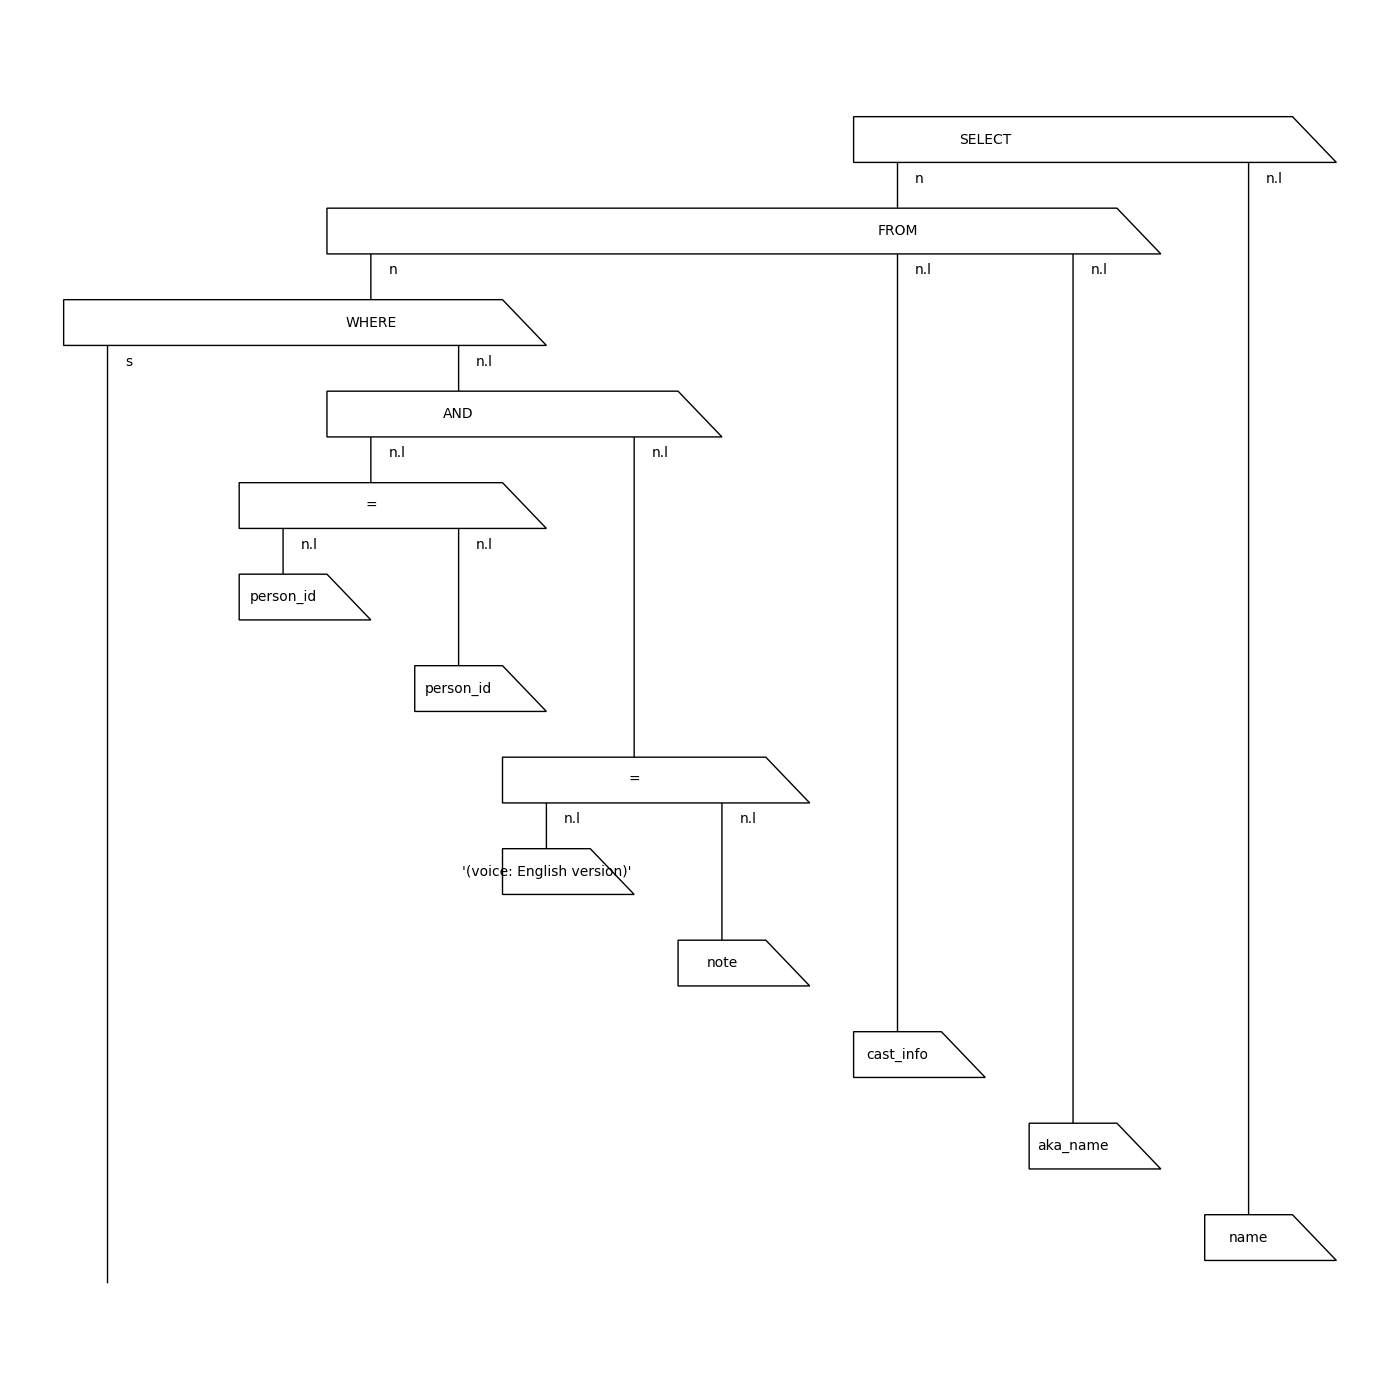 SELECT
n n.l
FROM
n n.l n.l
WHERE
s n.l
AND
n.l n.l
=
n.l n.l
person_id
person_id
=
n.l n.l
'(voice: English version)'
note
cast_info
aka_name
name